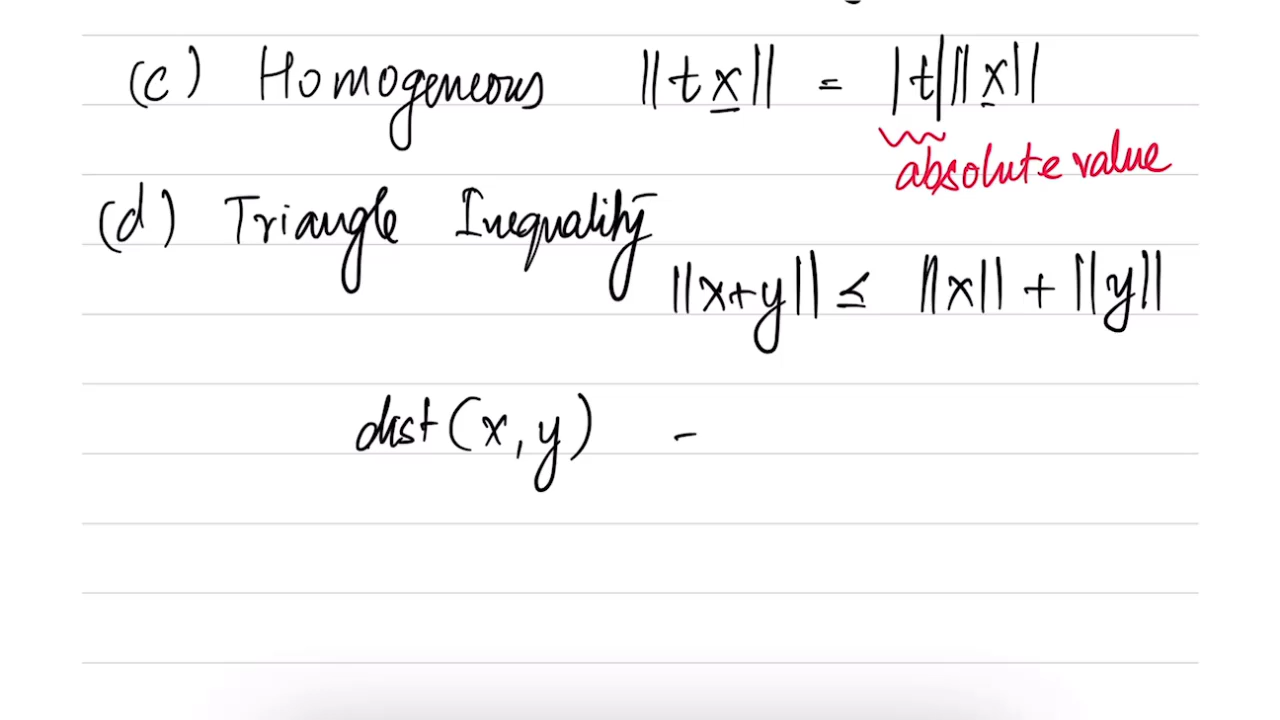 (c) Homogeneous ||tx|| = |t|||x||
absolute value
(d) Triangle Inequality
||x+y|| ≤ ||x|| + ||y||
dist(x,y) -